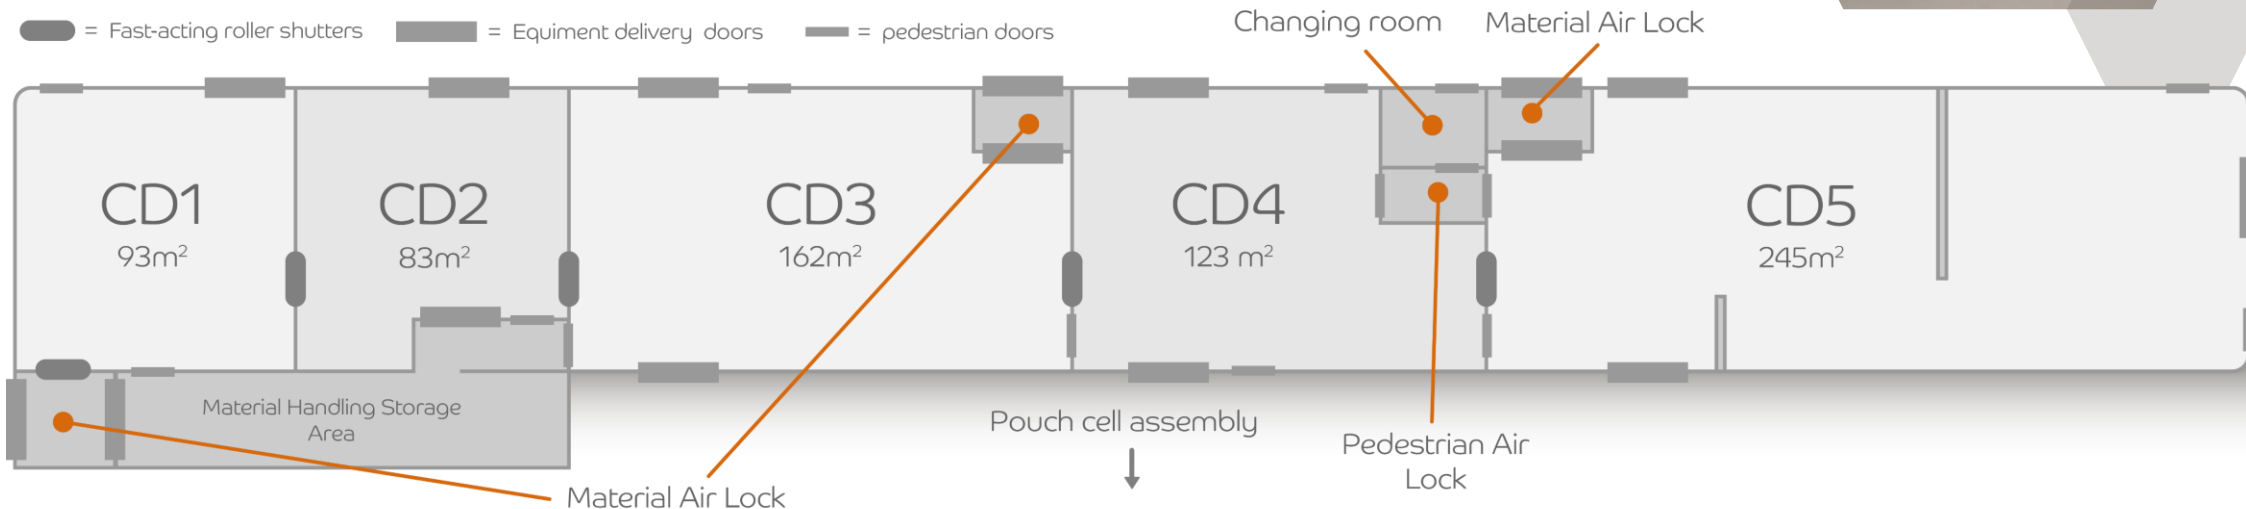 = Fast-acting roller shutters
= Equiment delivery doors
= pedestrian doors
Changing room
Material Air Lock
CD1
93m²
CD2
83m²
CD3
162m²
CD4
123 m²
CD5
245m²
Material Handling Storage
Area
Pouch cell assembly
Pedestrian Air
Lock
Material Air Lock